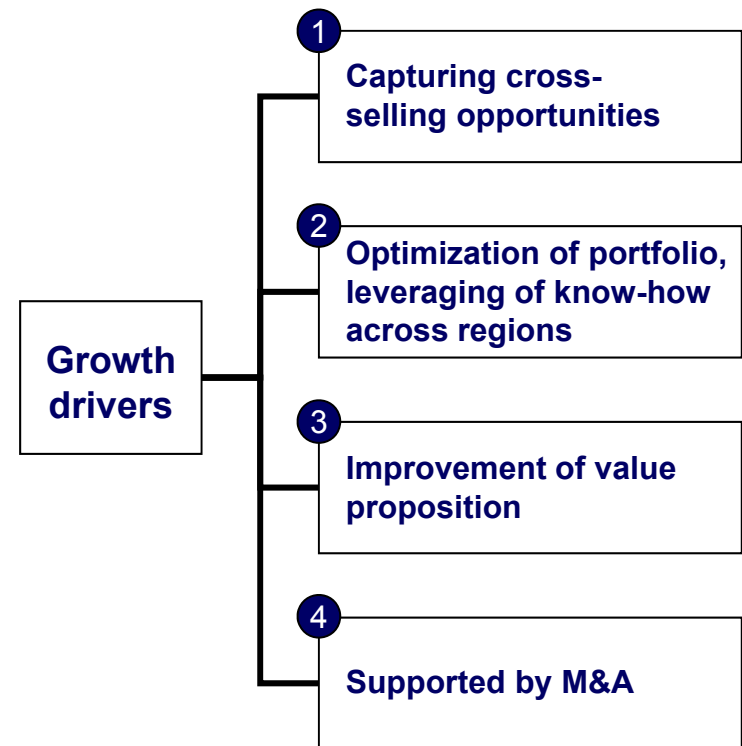 Growth
drivers
1
Capturing cross-
selling opportunities
2
Optimization of portfolio,
leveraging of know-how
across regions
3
Improvement of value
proposition
4
Supported by M&A